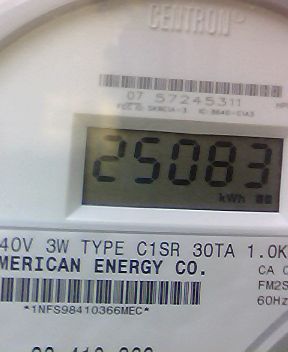 CENTRON®
07 57245311
25083
kWh
40V 3W TYPE C1SR 30TA 1.0K
MERICAN ENERGY CO.
CA 0
FM2S
60Hz
*1NFS98410366MEC*